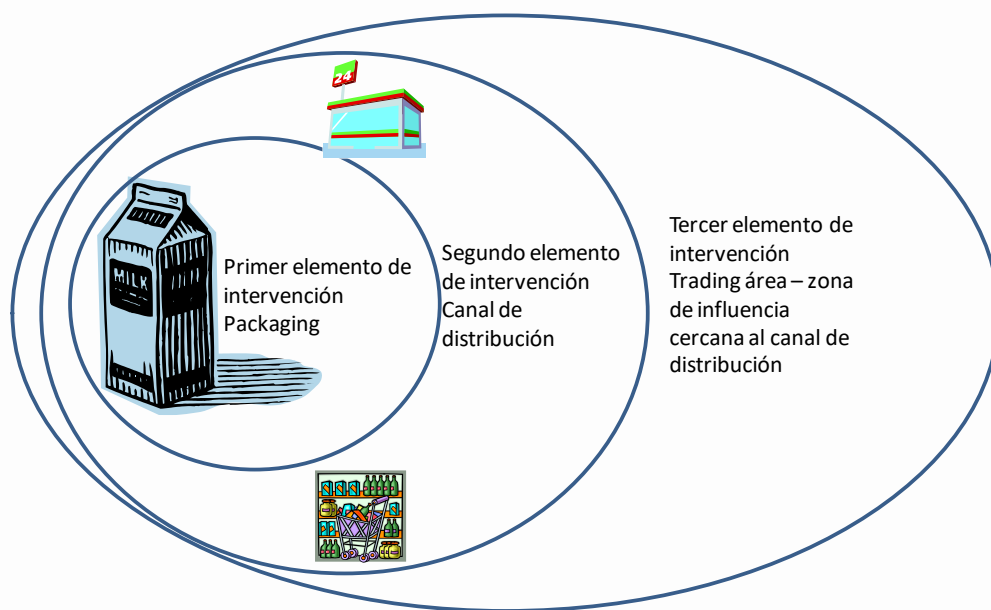 24
MILK
Primer elemento de
intervención
Packaging
Segundo elemento
de intervención
Canal de
distribución
Tercer elemento de
intervención
Trading área – zona
de influencia
cercana al canal de
distribución